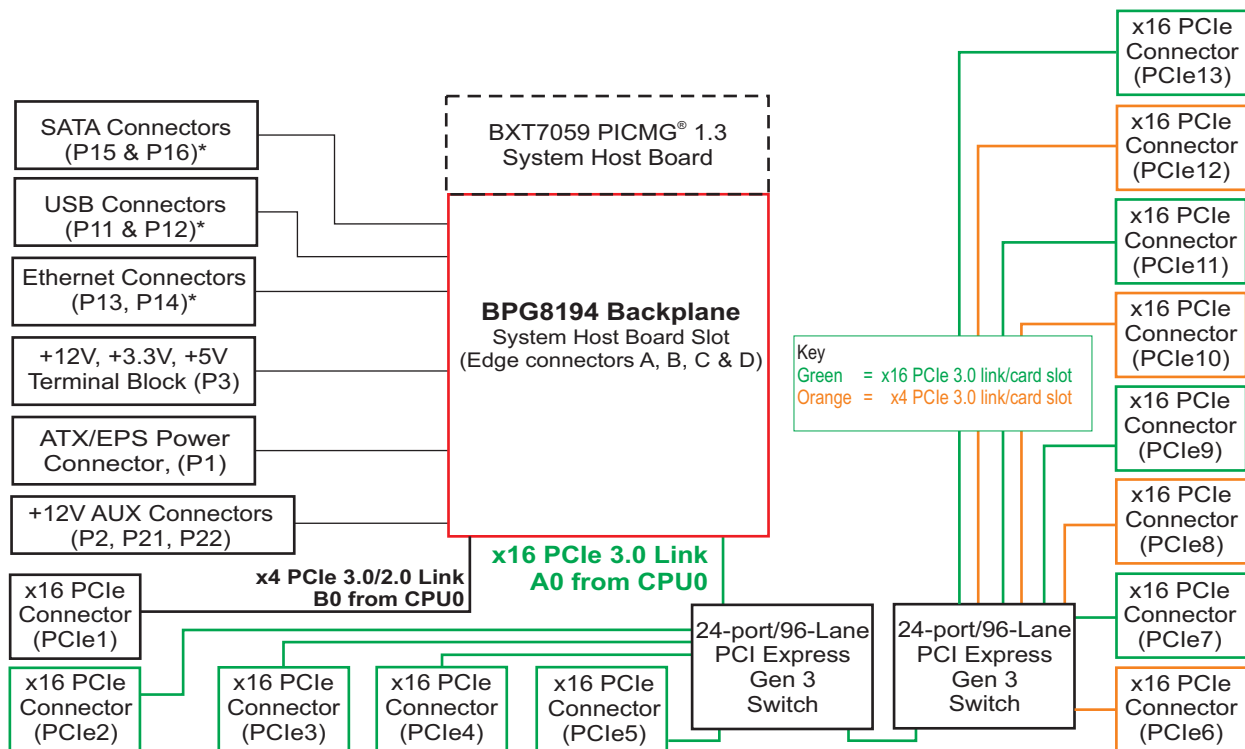 SATA Connectors
(P15 & P16)*
USB Connectors
(P11 & P12)*
Ethernet Connectors
(P13, P14)*
+12V, +3.3V, +5V
Terminal Block (P3)
ATX/EPS Power
Connector, (P1)
+12V AUX Connectors
(P2, P21, P22)
x16 PCIe
Connector
(PCIe1)
x4 PCIe 3.0/2.0 Link
B0 from CPU0
BXT7059 PICMG® 1.3
System Host Board
BPG8194 Backplane
System Host Board Slot
(Edge connectors A, B, C & D)
x16 PCIe 3.0 Link
A0 from CPU0
Key
Green = x16 PCIe 3.0 link/card slot
Orange = x4 PCIe 3.0 link/card slot
x16 PCIe
Connector
(PCIe13)
x16 PCIe
Connector
(PCIe12)
x16 PCIe
Connector
(PCIe11)
x16 PCIe
Connector
(PCIe10)
x16 PCIe
Connector
(PCIe9)
x16 PCIe
Connector
(PCIe8)
x16 PCIe
Connector
(PCIe7)
x16 PCIe
Connector
(PCIe6)
24-port/96-Lane
PCI Express
Gen 3
Switch
24-port/96-Lane
PCI Express
Gen 3
Switch
x16 PCIe
Connector
(PCIe2)
x16 PCIe
Connector
(PCIe3)
x16 PCIe
Connector
(PCIe4)
x16 PCIe
Connector
(PCIe5)